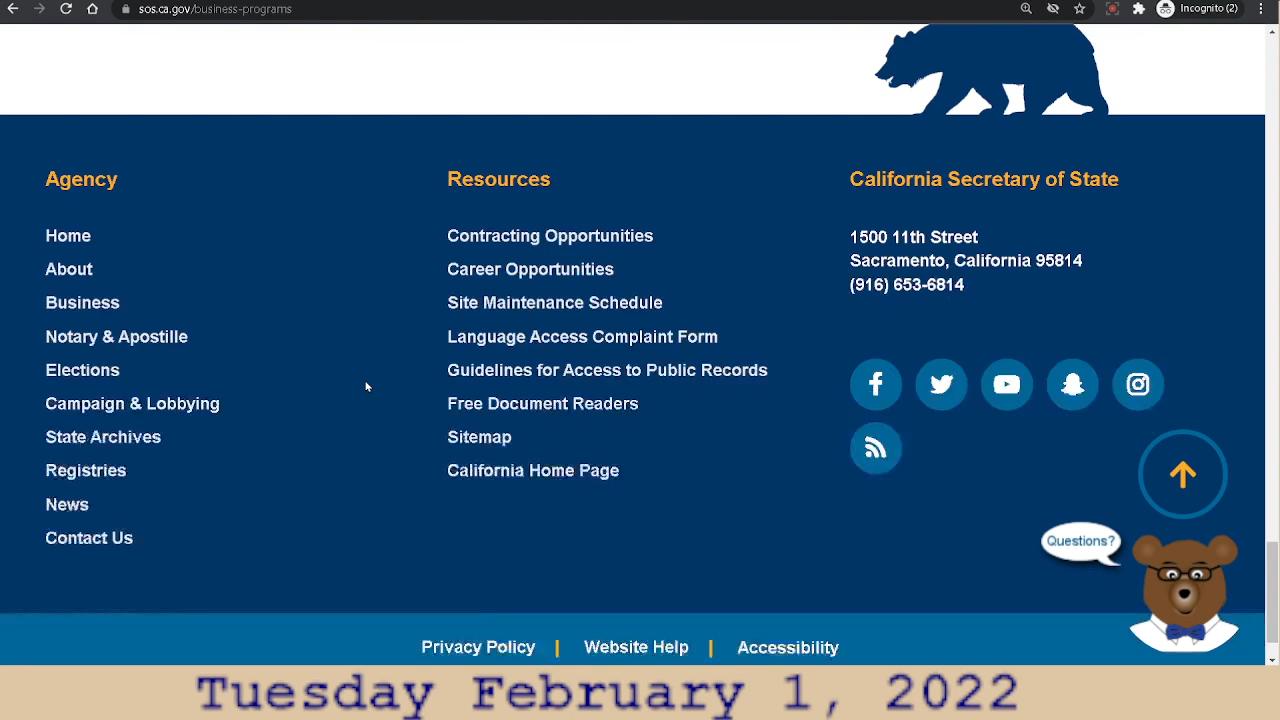 sos.ca.gov/business-programs
Incognito (2)
Agency
Home
About
Business
Notary & Apostille
Elections
Campaign & Lobbying
State Archives
Registries
News
Contact Us
Resources
Contracting Opportunities
Career Opportunities
Site Maintenance Schedule
Language Access Complaint Form
Guidelines for Access to Public Records
Free Document Readers
Sitemap
California Home Page
California Secretary of State
1500 11th Street
Sacramento, California 95814
(916) 653-6814
Questions?
Privacy Policy | Website Help | Accessibility
Tuesday February 1, 2022